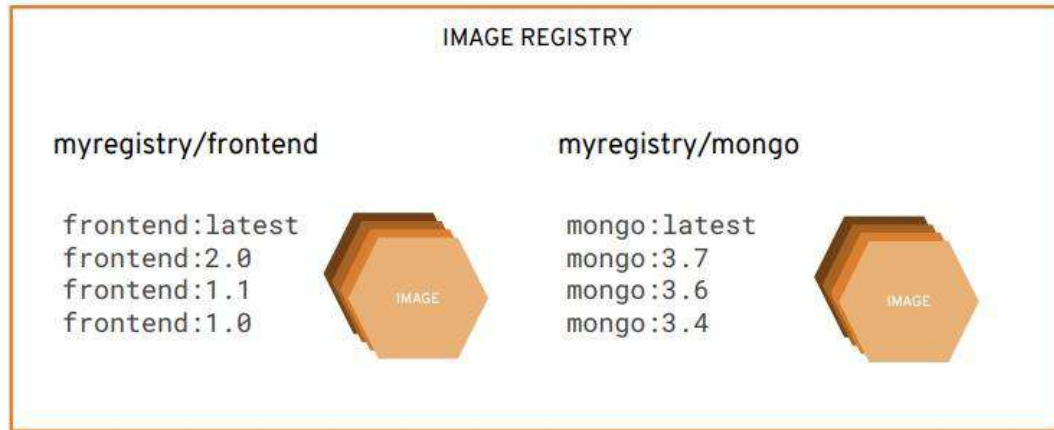 IMAGE REGISTRY
myregistry/frontend
frontend:latest
frontend:2.0
frontend:1.1
frontend:1.0
IMAGE
myregistry/mongo
mongo:latest
mongo:3.7
mongo:3.6
mongo:3.4
IMAGE